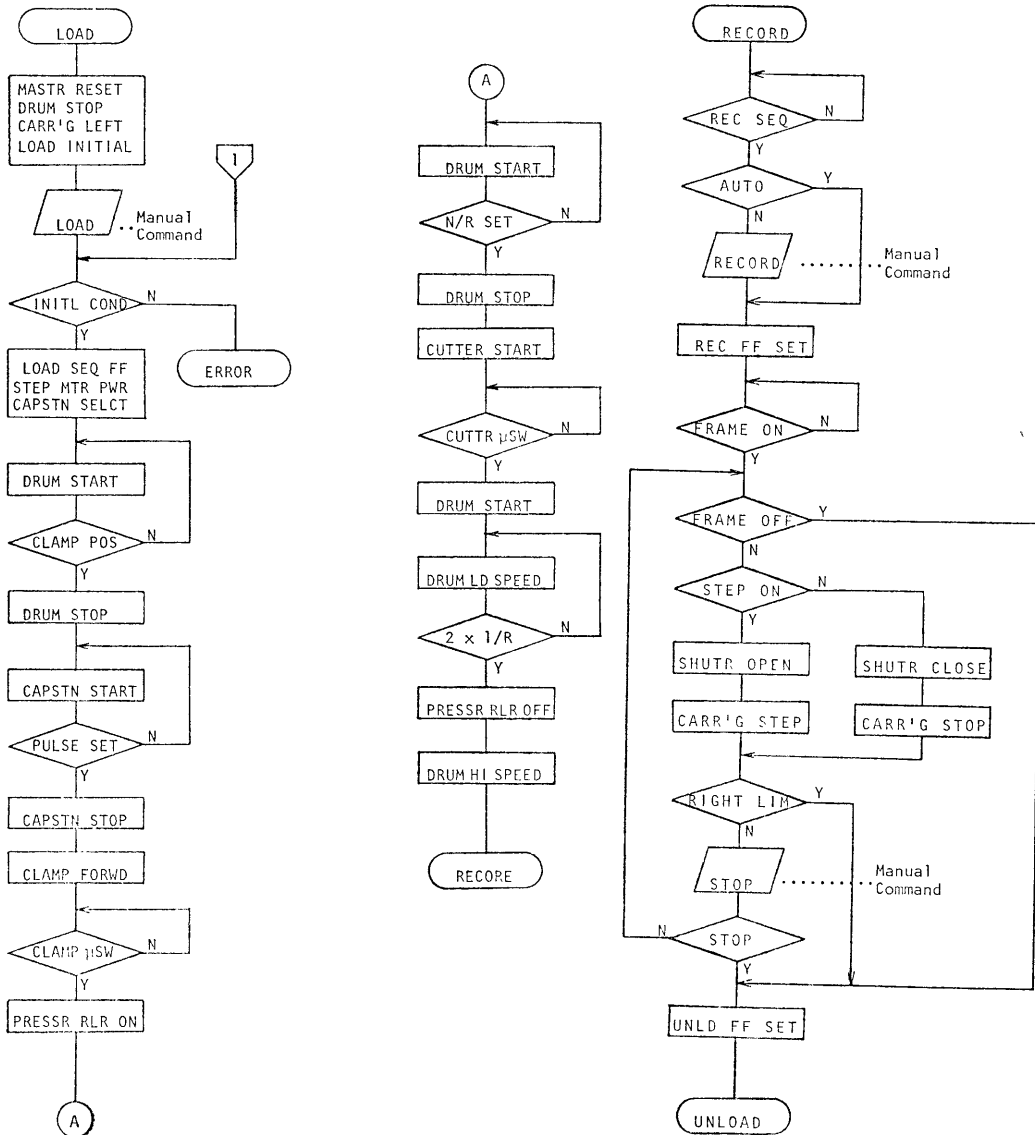 LOAD
MASTR RESET
DRUM STOP
CARR'G LEFT
LOAD INITIAL
1
LOAD
Manual
Command
INITL COND
N
Y
ERROR
LOAD SEQ FF
STEP MTR PWR
CAPSTN SELCT
DRUM START
CLAMP POS
N
Y
DRUM STOP
CAPSTN START
PULSE SET
N
Y
CAPSTN STOP
CLAMP FORWD
CLAMP µSW
N
Y
PRESSR RLR ON
A
A
DRUM START
N/R SET
N
Y
DRUM STOP
CUTTER START
CUTTR µSW
N
Y
DRUM START
DRUM LD SPEED
2 x 1/R
N
Y
PRESSR RLR OFF
DRUM HI SPEED
RECORE
RECORD
REC SEQ
N
Y
AUTO
Y
N
RECORD
Manual
Command
REC FF SET
FRAME ON
N
Y
FRAME OFF
Y
N
STEP ON
N
Y
SHUTR OPEN
SHUTR CLOSE
CARR'G STEP
CARR'G STOP
RIGHT LIM
Y
N
STOP
Manual
Command
N
STOP
Y
UNLD FF SET
UNLOAD